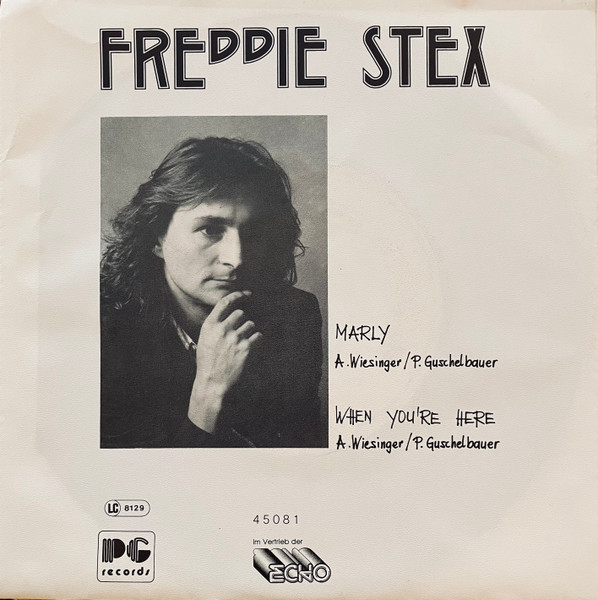 FREDDIE STEX
MARLY
A. Wiesinger/P. Guschelbauer
WHEN YOU'RE HERE
A. Wiesinger/P. Guschelbauer
LC 8129
45081
Im Vertrieb der
PG
records
ECHO